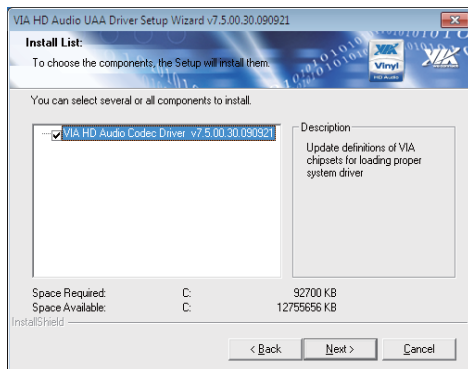 VIA HD Audio UAA Driver Setup Wizard v7.5.00.30.090921
Install List:
To choose the components, the Setup will install them.
VIA
Vinyl
HD AUDIO
VIA
You can select several or all components to install.
VIA HD Audio Codec Driver v7.5.00.30.090921
Description
Update definitions of VIA
chipsets for loading proper
system driver
Space Required: C: 92700 KB
Space Available: C: 12755656 KB
InstallShield
< Back Next > Cancel